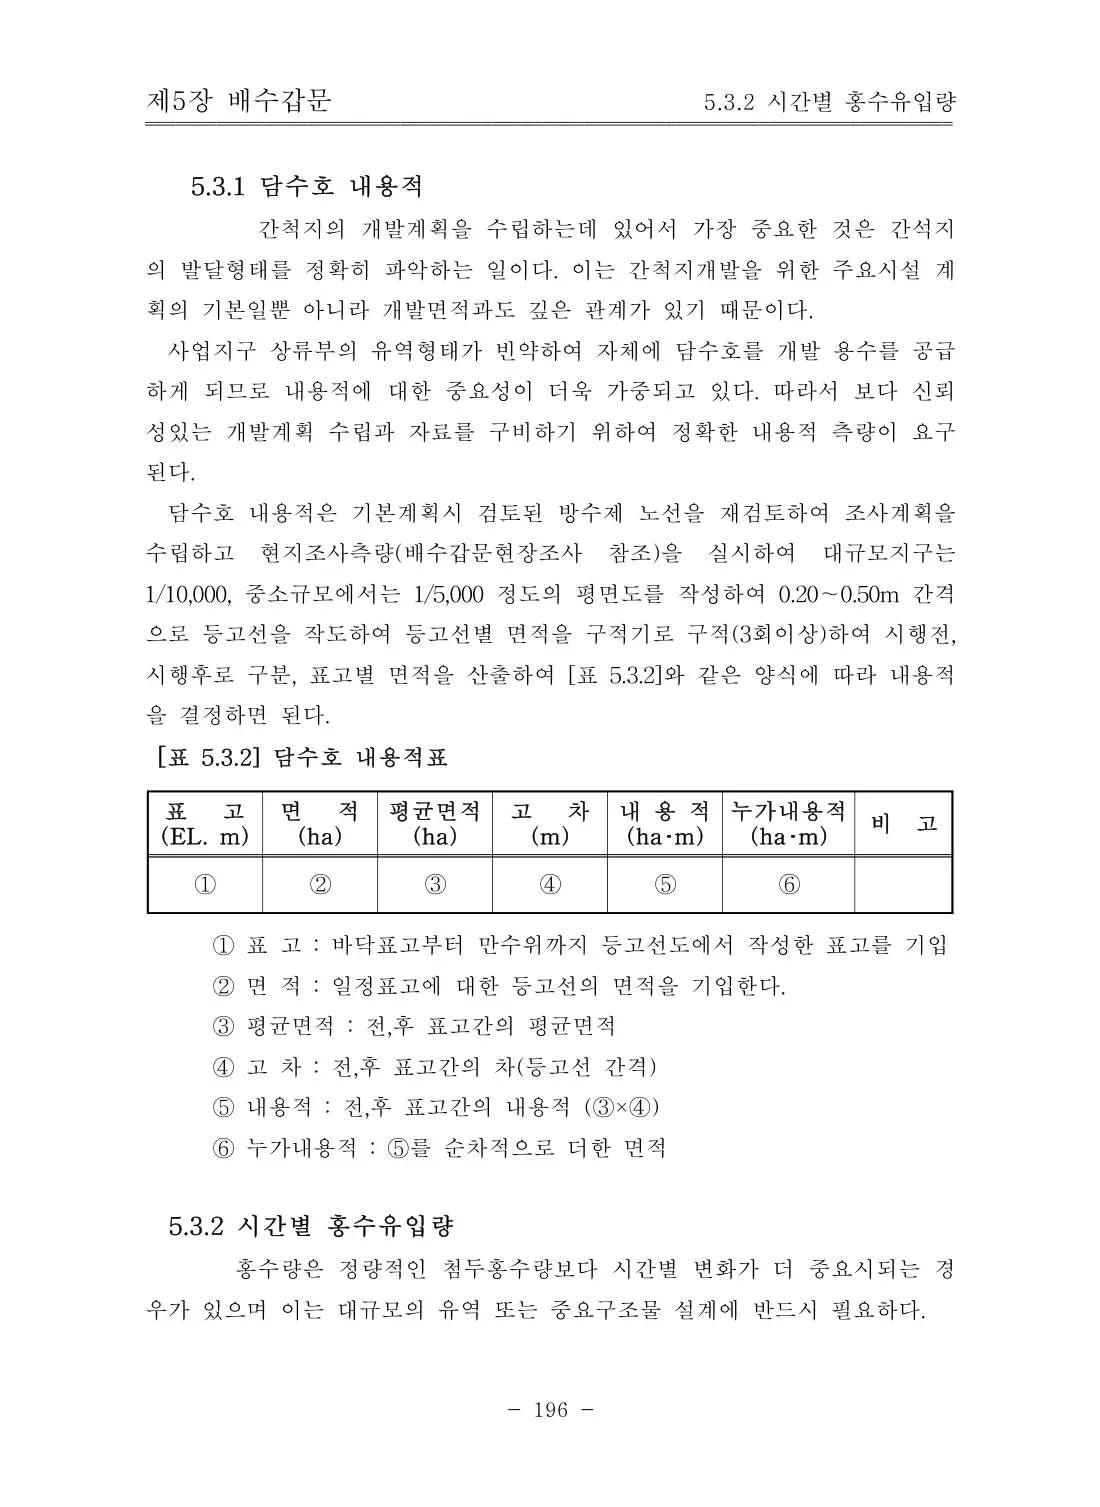 제5장 배수갑문
5.3.2 시간별 홍수유입량
5.3.1 담수호 내용적
간척지의 개발계획을 수립하는데 있어서 가장 중요한 것은 간석지
의 발달형태를 정확히 파악하는 일이다. 이는 간척지개발을 위한 주요시설 계
획의 기본일뿐 아니라 개발면적과도 깊은 관계가 있기 때문이다.
사업지구 상류부의 유역형태가 빈약하여 자체에 담수호를 개발 용수를 공급
하게 되므로 내용적에 대한 중요성이 더욱 가중되고 있다. 따라서 보다 신뢰
성있는 개발계획 수립과 자료를 구비하기 위하여 정확한 내용적 측량이 요구
된다.
담수호 내용적은 기본계획시 검토된 방수제 노선을 재검토하여 조사계획을
수립하고 현지조사측량(배수갑문현장조사 참조)을 실시하여 대규모지구는
1/10,000, 중소규모에서는 1/5,000 정도의 평면도를 작성하여 0.20∼0.50m 간격
으로 등고선을 작도하여 등고선별 면적을 구적기로 구적(3회이상)하여 시행전,
시행후로 구분, 표고별 면적을 산출하여 [표 5.3.2]와 같은 양식에 따라 내용적
을 결정하면 된다.
[표 5.3.2] 담수호 내용적표
표 고 면 적 평균면적 고 차 내 용 적 누가내용적 비 고
(EL. m) (ha) (ha) (m) (ha·m) (ha·m)
① ② ③ ④ ⑤ ⑥
① 표 고 : 바닥표고부터 만수위까지 등고선도에서 작성한 표고를 기입
② 면 적 : 일정표고에 대한 등고선의 면적을 기입한다.
③ 평균면적 : 전,후 표고간의 평균면적
④ 고 차 : 전,후 표고간의 차(등고선 간격)
⑤ 내용적 : 전,후 표고간의 내용적 (③×④)
⑥ 누가내용적 : ⑤를 순차적으로 더한 면적
5.3.2 시간별 홍수유입량
홍수량은 정량적인 첨두홍수량보다 시간별 변화가 더 중요시되는 경
우가 있으며 이는 대규모의 유역 또는 중요구조물 설계에 반드시 필요하다.
- 196 -